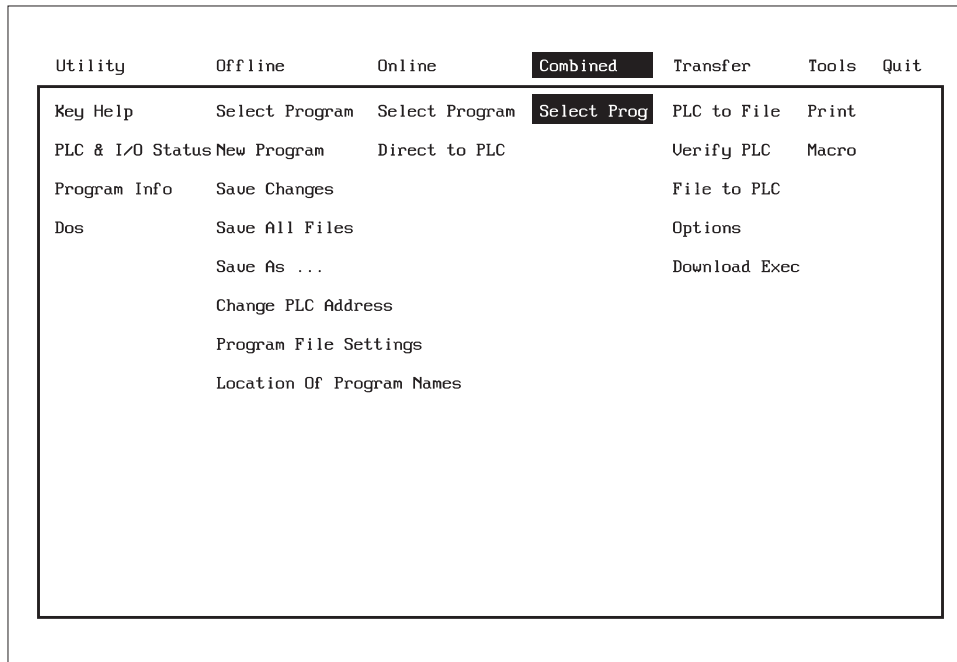 Utility Offline Online Combined Transfer Tools Quit
Key Help Select Program Select Program Select Prog PLC to File Print
PLC & I/O Status New Program Direct to PLC Verify PLC Macro
Program Info Save Changes File to PLC
Dos Save All Files Options
Save As ... Download Exec
Change PLC Address
Program File Settings
Location Of Program Names